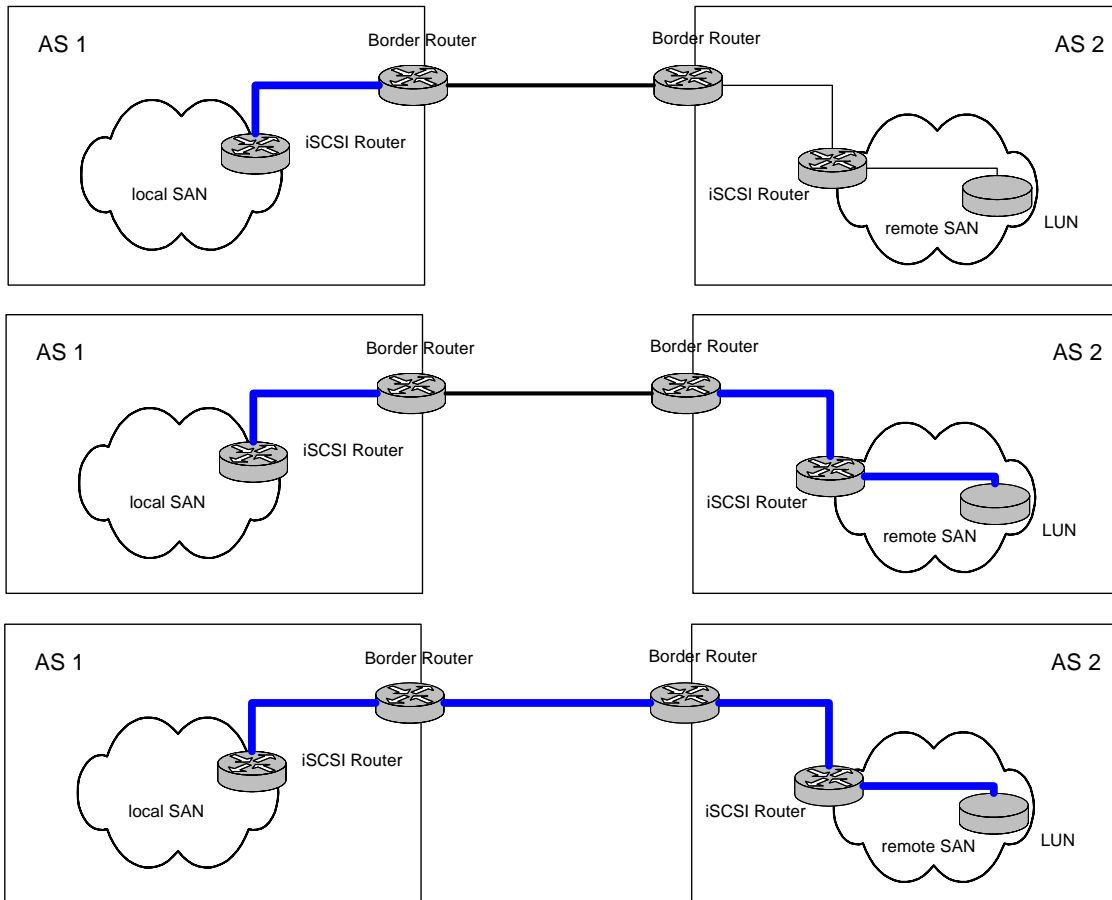 AS 1
Border Router
Border Router
AS 2
iSCSI Router
local SAN
iSCSI Router
remote SAN
LUN
AS 1
Border Router
Border Router
AS 2
iSCSI Router
local SAN
iSCSI Router
remote SAN
LUN
AS 1
Border Router
Border Router
AS 2
iSCSI Router
local SAN
iSCSI Router
remote SAN
LUN